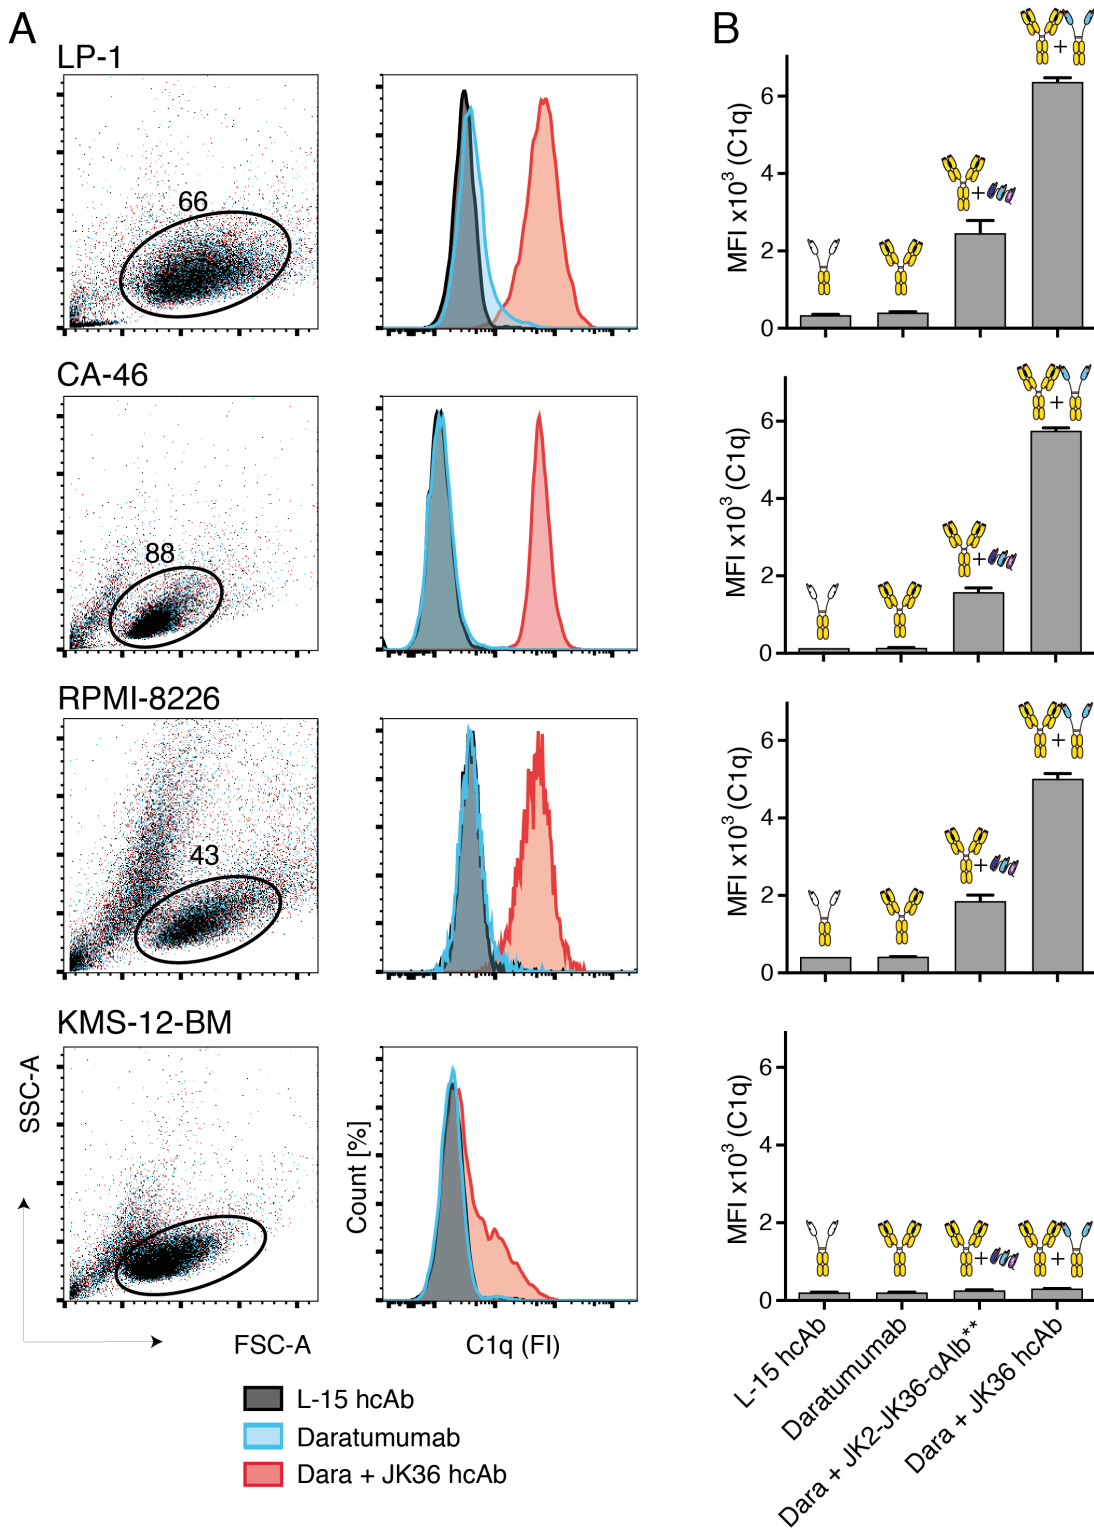 A
B
LP-1
66
MFI x10³ (C1q)
6
4
2
0
CA-46
88
MFI x10³ (C1q)
6
4
2
0
RPMI-8226
43
MFI x10³ (C1q)
6
4
2
0
KMS-12-BM
SSC-A
FSC-A
Count [%]
C1q (FI)
MFI x10³ (C1q)
6
4
2
0
L-15 hcAb
Daratumumab
Dara + JK2-JK36-αAlb**
Dara + JK36 hcAb
L-15 hcAb
Daratumumab
Dara + JK36 hcAb